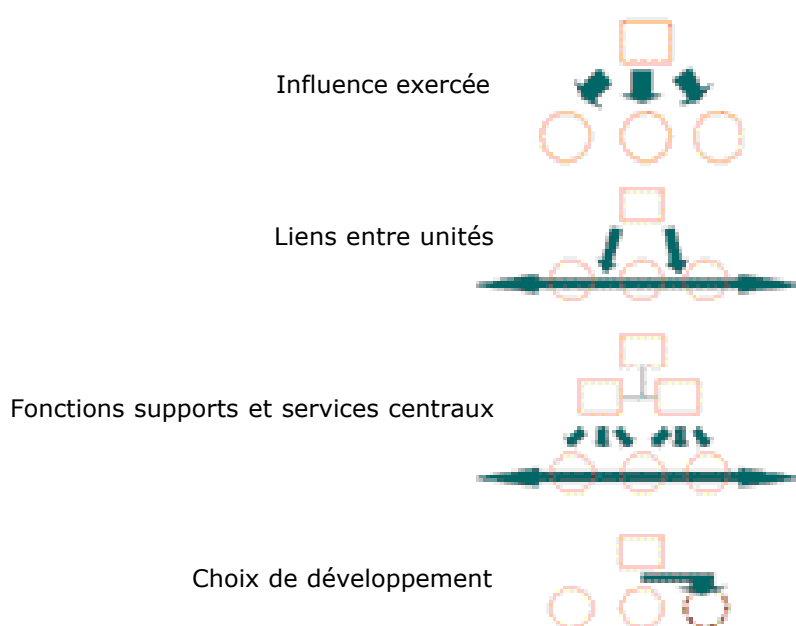 Influence exercée
Liens entre unités
Fonctions supports et services centraux
Choix de développement